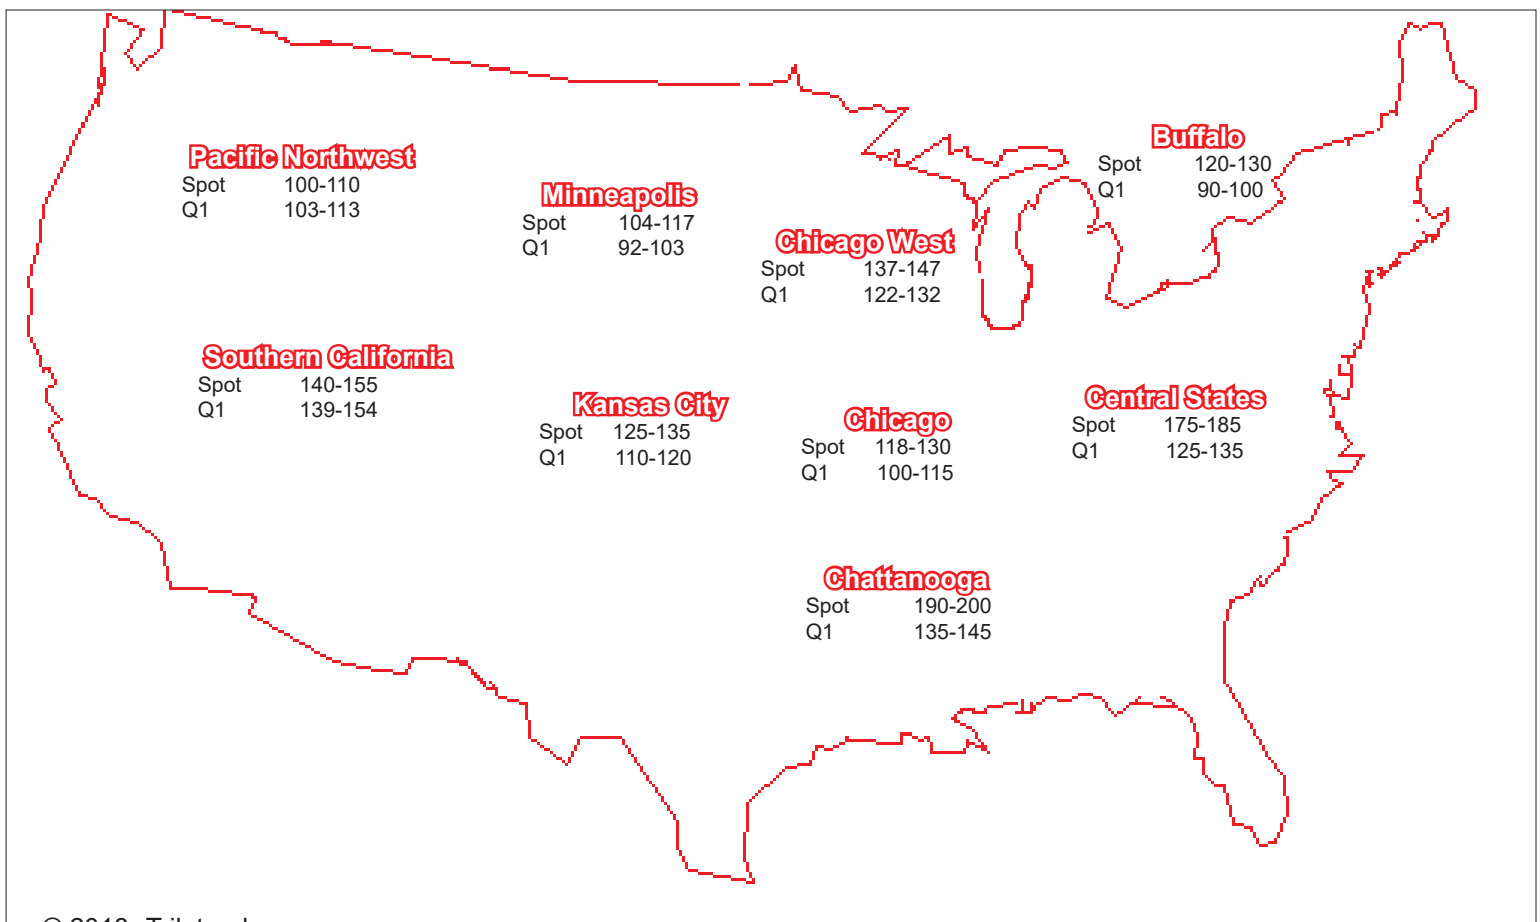 Pacific Northwest
Spot 100-110
Q1 103-113
Minneapolis
Spot 104-117
Q1 92-103
Chicago West
Spot 137-147
Q1 122-132
Buffalo
Spot 120-130
Q1 90-100
Southern California
Spot 140-155
Q1 139-154
Kansas City
Spot 125-135
Q1 110-120
Chicago
Spot 118-130
Q1 100-115
Central States
Spot 175-185
Q1 125-135
Chattanooga
Spot 190-200
Q1 135-145